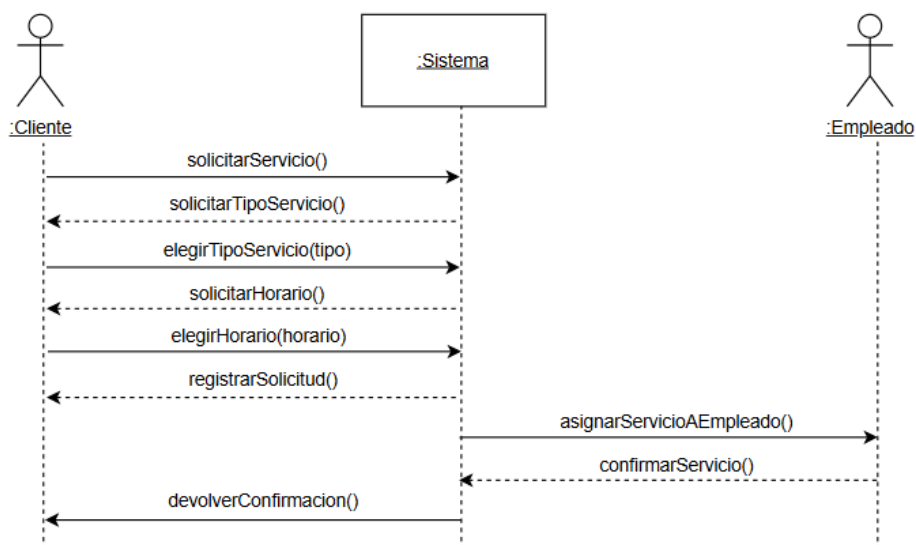 :Sistema
:Cliente
:Empleado
solicitarServicio()
solicitarTipoServicio()
elegirTipoServicio(tipo)
solicitarHorario()
elegirHorario(horario)
registrarSolicitud()
asignarServicioAEmpleado()
confirmarServicio()
devolverConfirmacion()